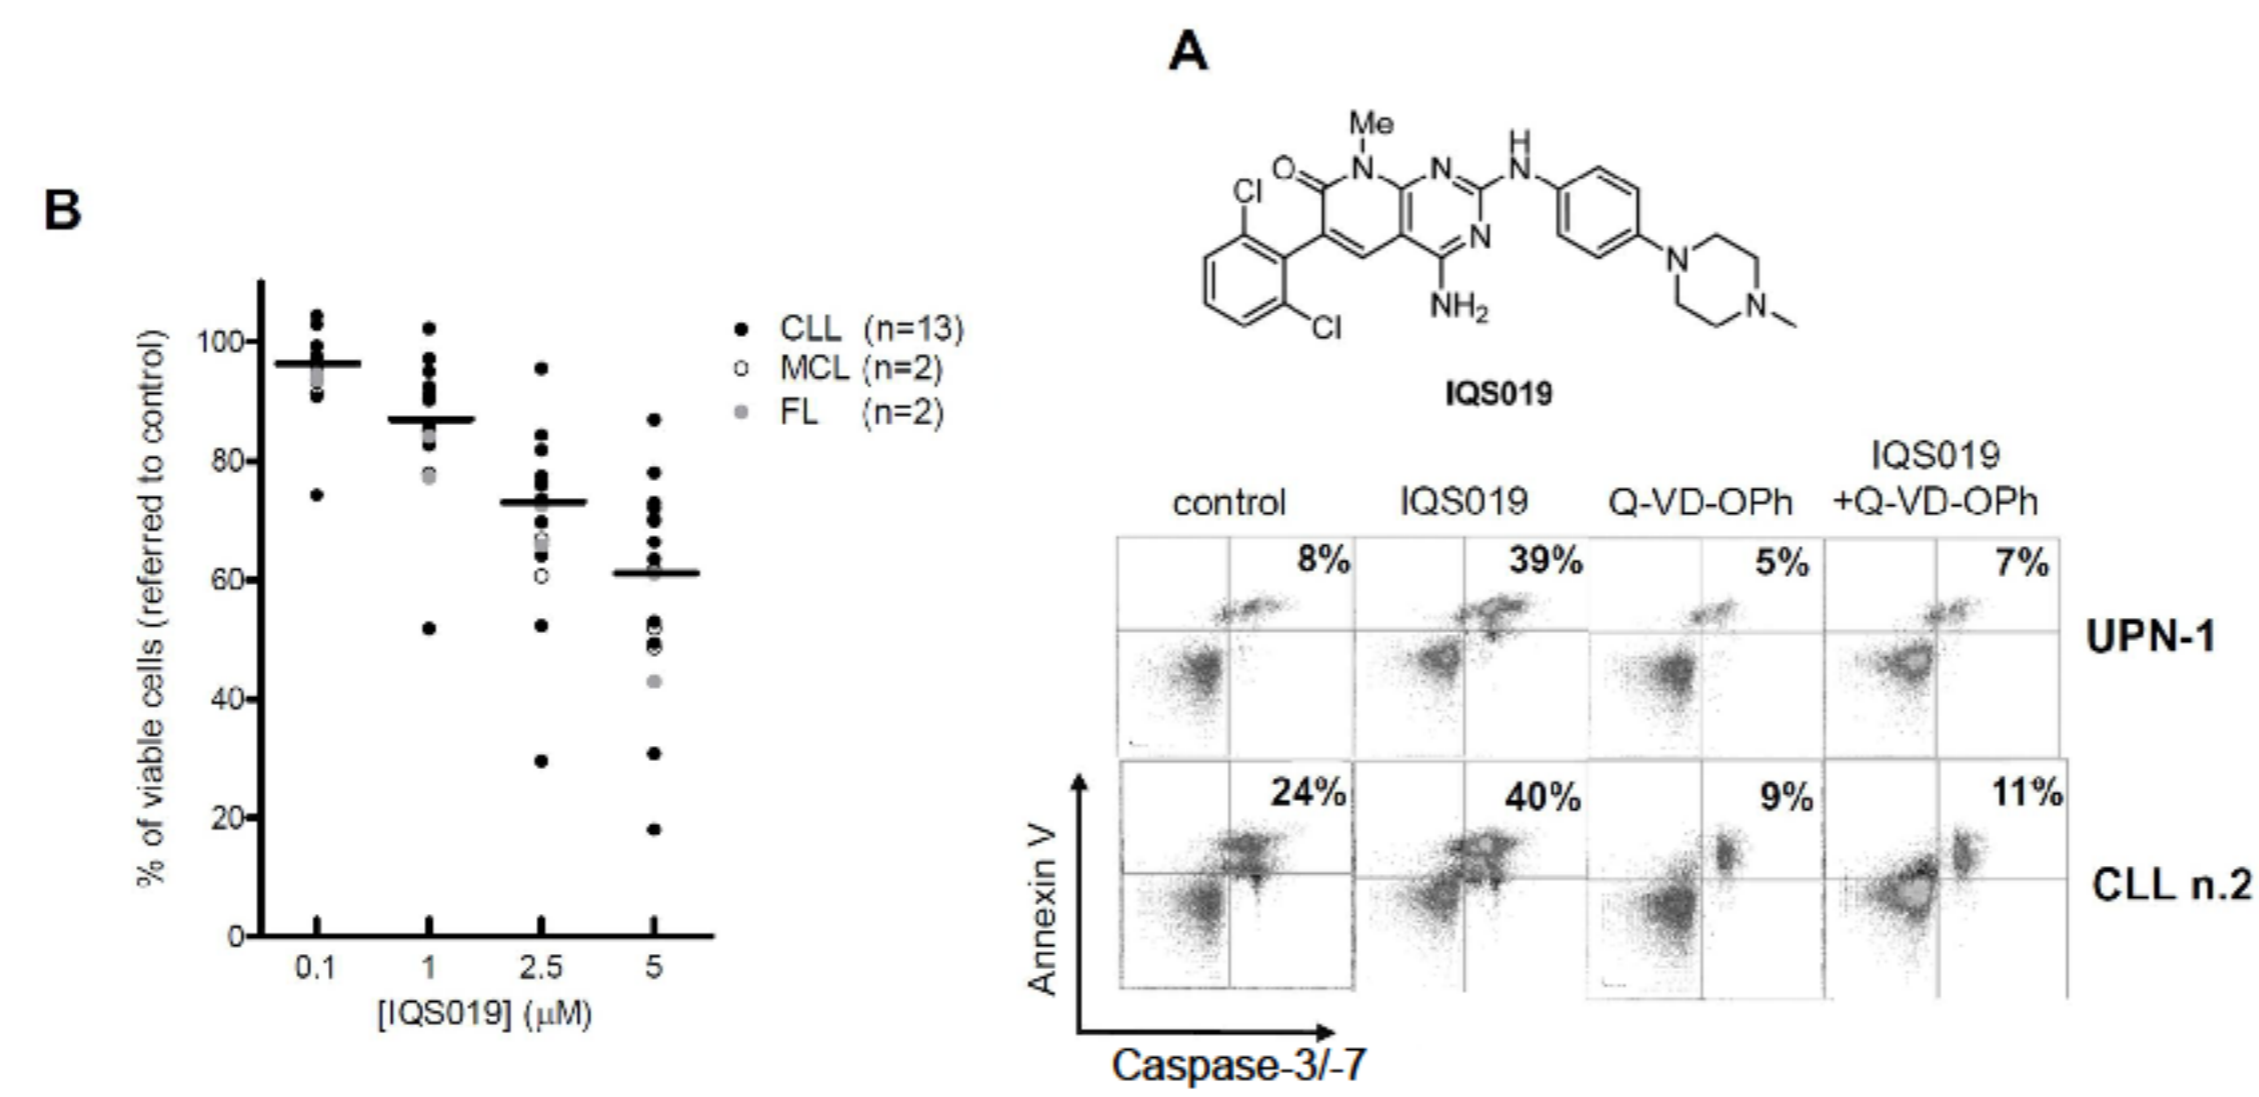 B
% of viable cells (referred to control)
100
80
60
40
20
0
0.1 1 2.5 5
[IQS019] (µM)
CLL (n=13)
MCL (n=2)
FL (n=2)
A
Me
O
N
N
H
N
Cl
N
NH2
Cl
N
N
IQS019
control IQS019 Q-VD-OPh IQS019
+Q-VD-OPh
8% 39% 5% 7%
UPN-1
24% 40% 9% 11%
CLL n.2
Annexin V
Caspase-3/-7